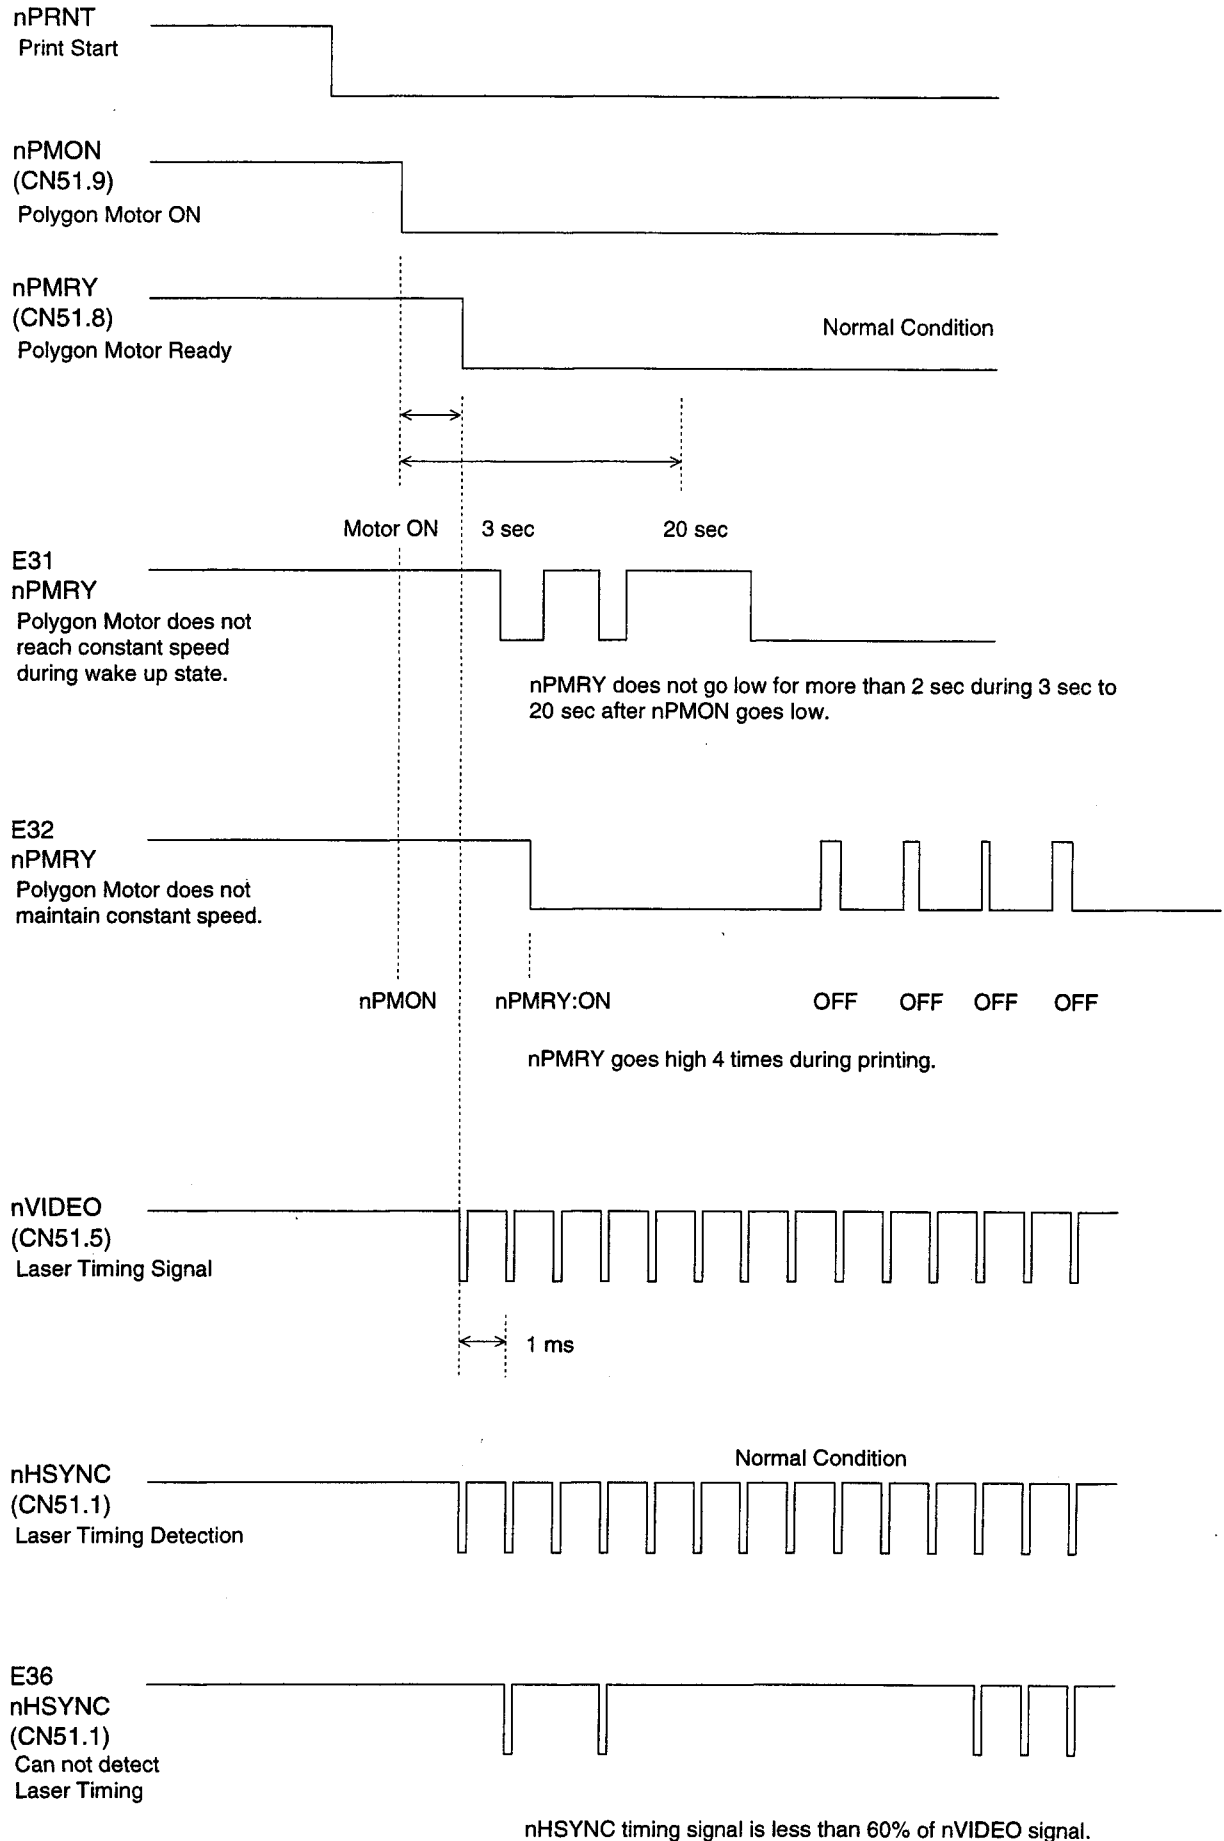 nPRNT
Print Start
nPMON
(CN51.9)
Polygon Motor ON
nPMRY
(CN51.8)
Polygon Motor Ready
Normal Condition
Motor ON
3 sec
20 sec
E31
nPMRY
Polygon Motor does not
reach constant speed
during wake up state.
nPMRY does not go low for more than 2 sec during 3 sec to
20 sec after nPMON goes low.
E32
nPMRY
Polygon Motor does not
maintain constant speed.
nPMON
nPMRY:ON
OFF
OFF
OFF
OFF
nPMRY goes high 4 times during printing.
nVIDEO
(CN51.5)
Laser Timing Signal
1 ms
Normal Condition
nHSYNC
(CN51.1)
Laser Timing Detection
E36
nHSYNC
(CN51.1)
Can not detect
Laser Timing
nHSYNC timing signal is less than 60% of nVIDEO signal.